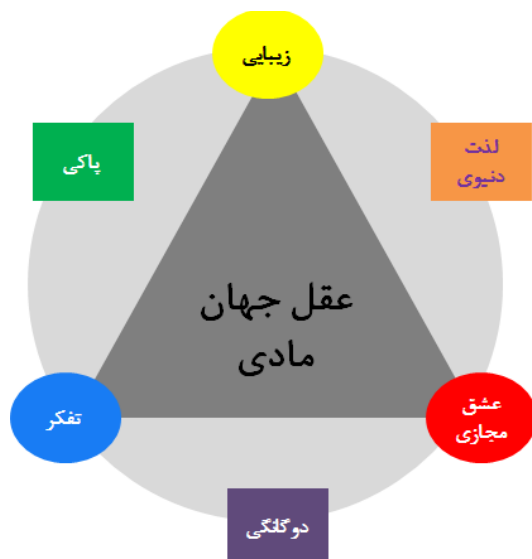 زیبایی
لذت
دنیوی
پاکی
عقل جهان
مادی
عشق
مجازی
تفکر
دوگانگی